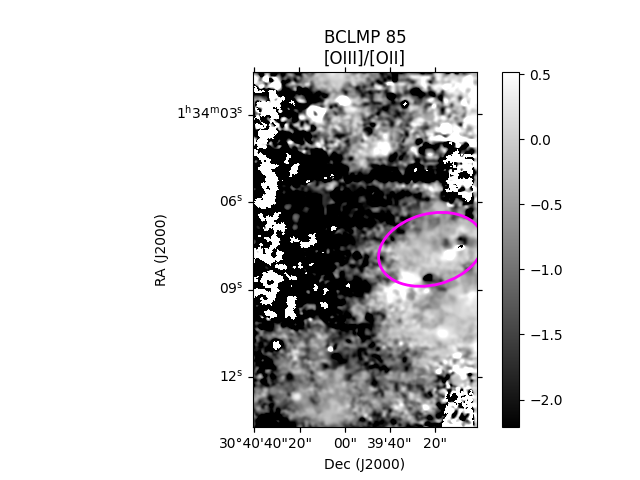 BCLMP 85
[OIII]/[OII]
1ʰ34ᵐ03ˢ
06ˢ
09ˢ
12ˢ
RA (J2000)
30°40'40"20" 00" 39'40" 20"
Dec (J2000)
0.5
0.0
−0.5
−1.0
−1.5
−2.0